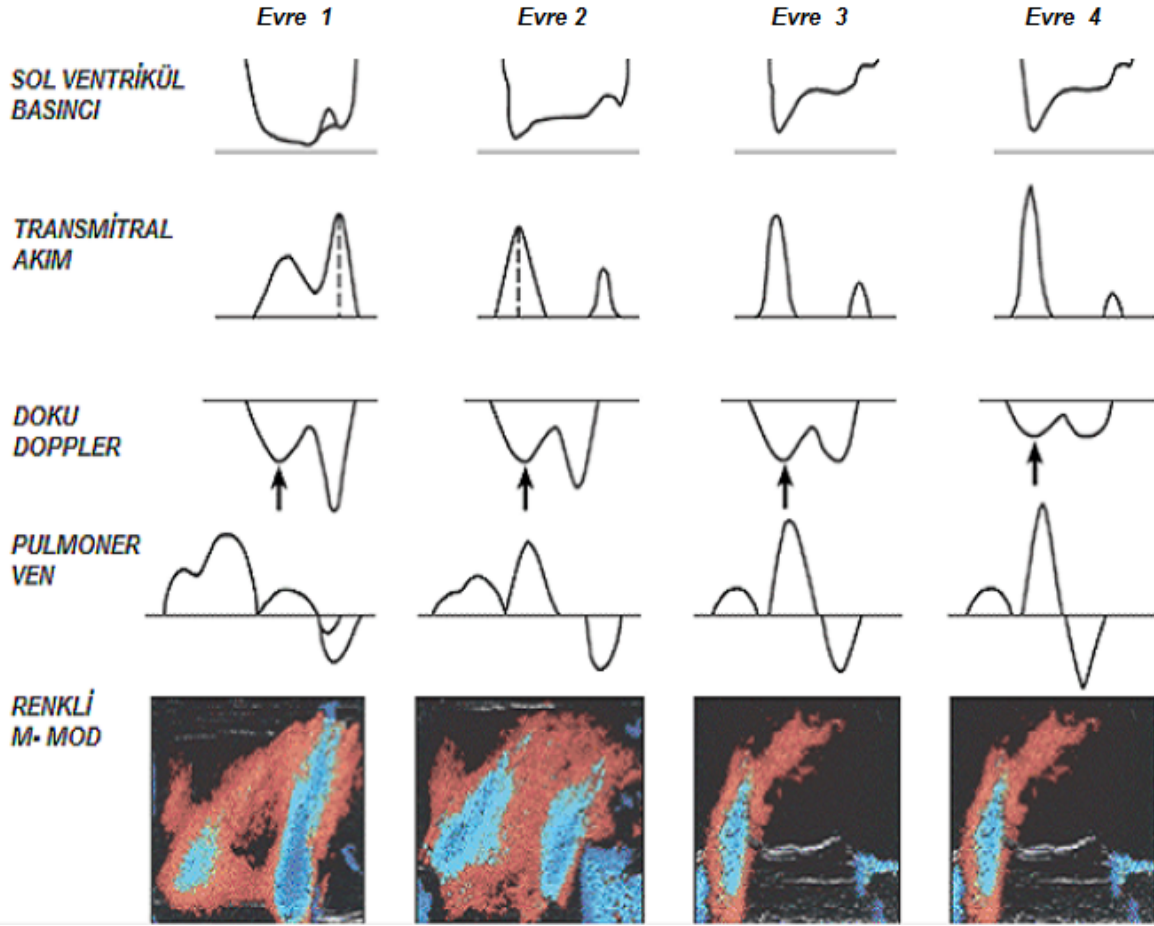 Evre 1
Evre 2
Evre 3
Evre 4
SOL VENTRİKÜL
BASINCI
TRANSMİTRAL
AKIM
DOKU
DOPPLER
PULMONER
VEN
RENKLİ
M- MOD